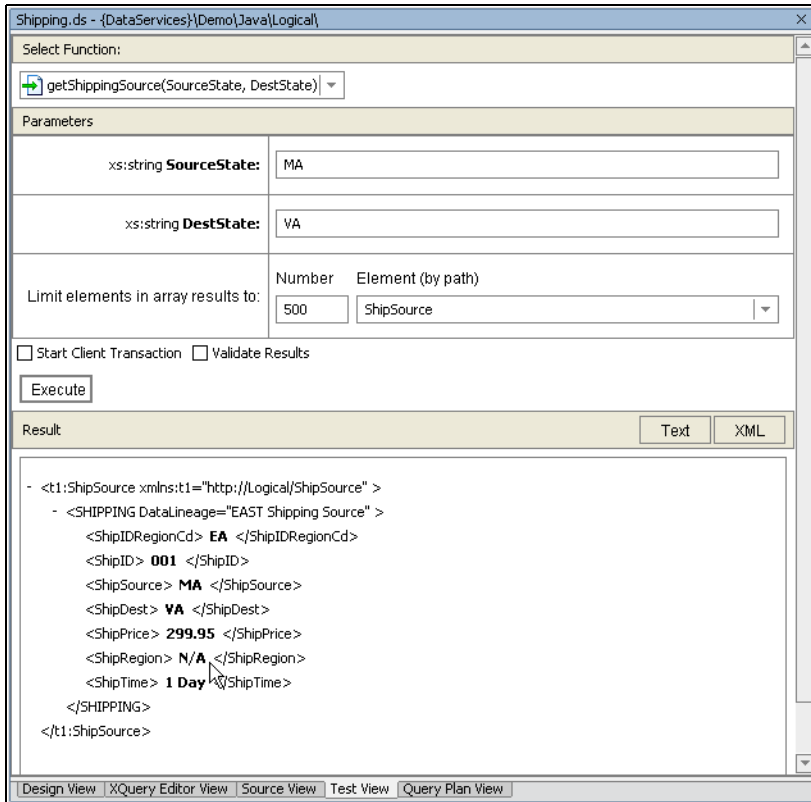 Shipping.ds - {DataServices}\Demo\Java\Logical\
Select Function:
getShippingSource(SourceState, DestState)
Parameters
xs:string SourceState: MA
xs:string DestState: VA
Number Element (by path)
Limit elements in array results to: 500 ShipSource
Start Client Transaction Validate Results
Execute
Result Text XML
- <t1:ShipSource xmlns:t1="http://Logical/ShipSource" >
- <SHIPPING DataLineage="EAST Shipping Source" >
<ShipIDRegionCd> EA </ShipIDRegionCd>
<ShipID> 001 </ShipID>
<ShipSource> MA </ShipSource>
<ShipDest> VA </ShipDest>
<ShipPrice> 299.95 </ShipPrice>
<ShipRegion> N/A </ShipRegion>
<ShipTime> 1 Day </ShipTime>
</SHIPPING>
</t1:ShipSource>
Design View XQuery Editor View Source View Test View Query Plan View